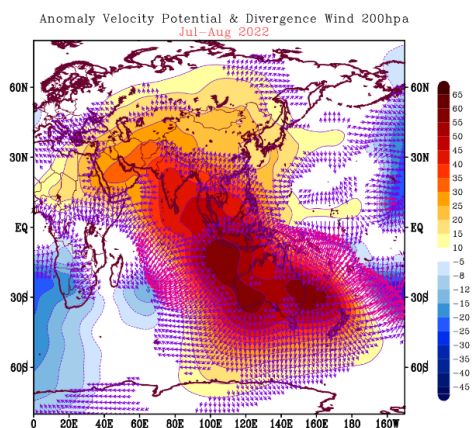 Anomaly Velocity Potential & Divergence Wind 200hpa
Jul-Aug 2022
60N
30N
EQ
30S
60S
60N
30N
EQ
30S
60S
0 20E 40E 60E 80E 100E 120E 140E 160E 180 160W
65
60
55
50
45
40
35
30
25
20
15
10
-5
-8
-12
-15
-20
-25
-30
-35
-40
-45